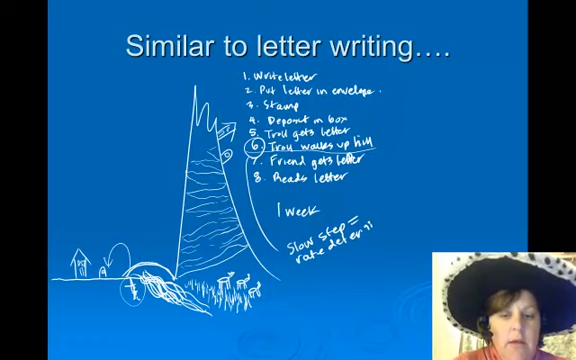 Similar to letter writing….
1. Write letter
2. Put letter in envelope.
3. Stamp
4. Deposit in box
5. Troll gets letter
6. Troll walks up hill
7. Friend gets letter
8. Reads letter
1 week
Slow step =
rate